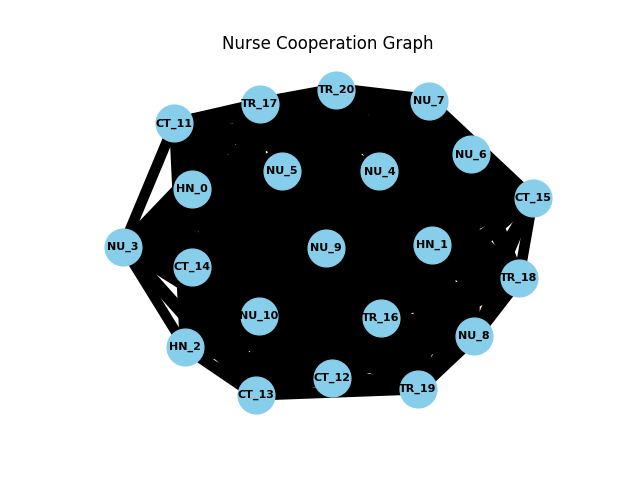 Nurse Cooperation Graph
TR_20
NU_7
TR_17
CT_11
NU_6
NU_5
NU_4
HN_0
CT_15
NU_3
NU_9
HN_1
CT_14
TR_18
NU_10
TR_16
NU_8
HN_2
CT_12
TR_19
CT_13